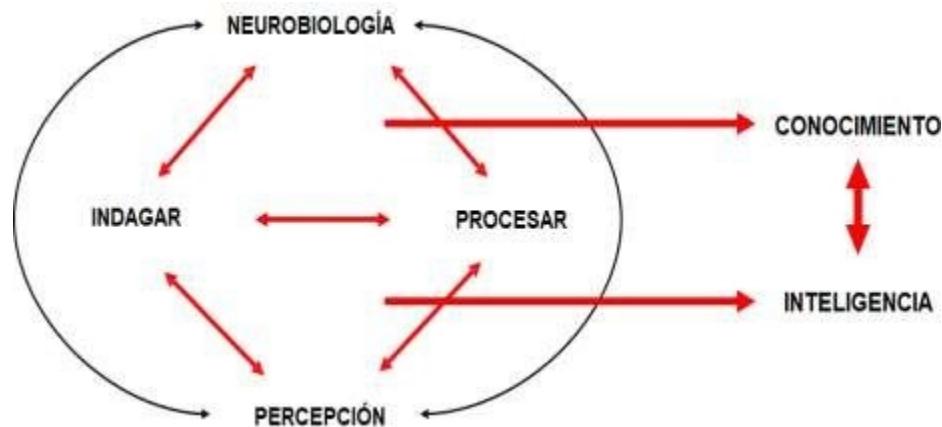 NEUROBIOLOGÍA
CONOCIMIENTO
INDAGAR
PROCESAR
INTELIGENCIA
PERCEPCIÓN